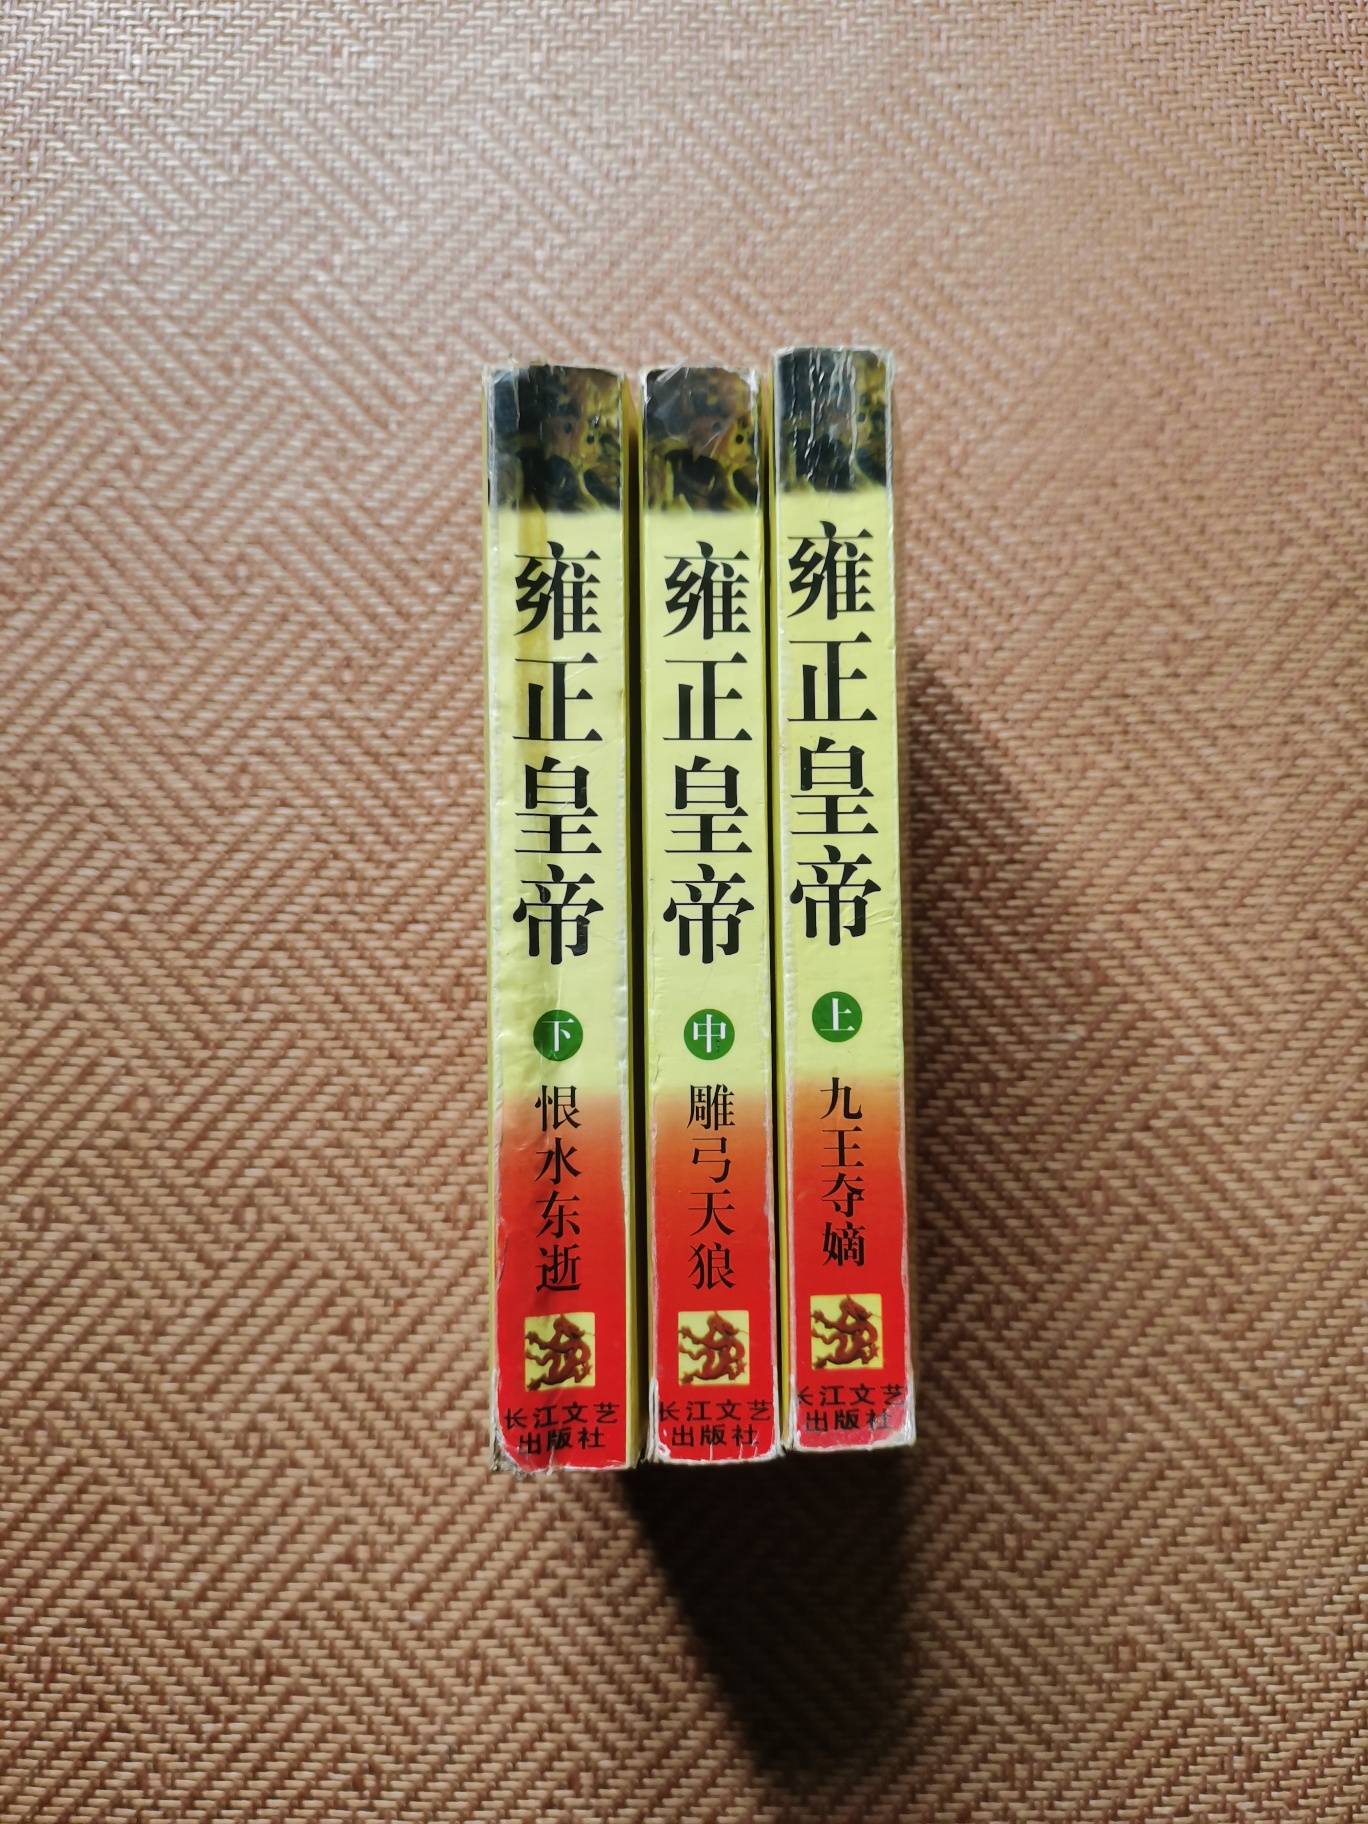 雍正皇帝
下
恨水东逝
长江文艺
出版社
雍正皇帝
中
雕弓天狼
长江文艺
出版社
雍正皇帝
上
九王夺嫡
长江文艺
出版社